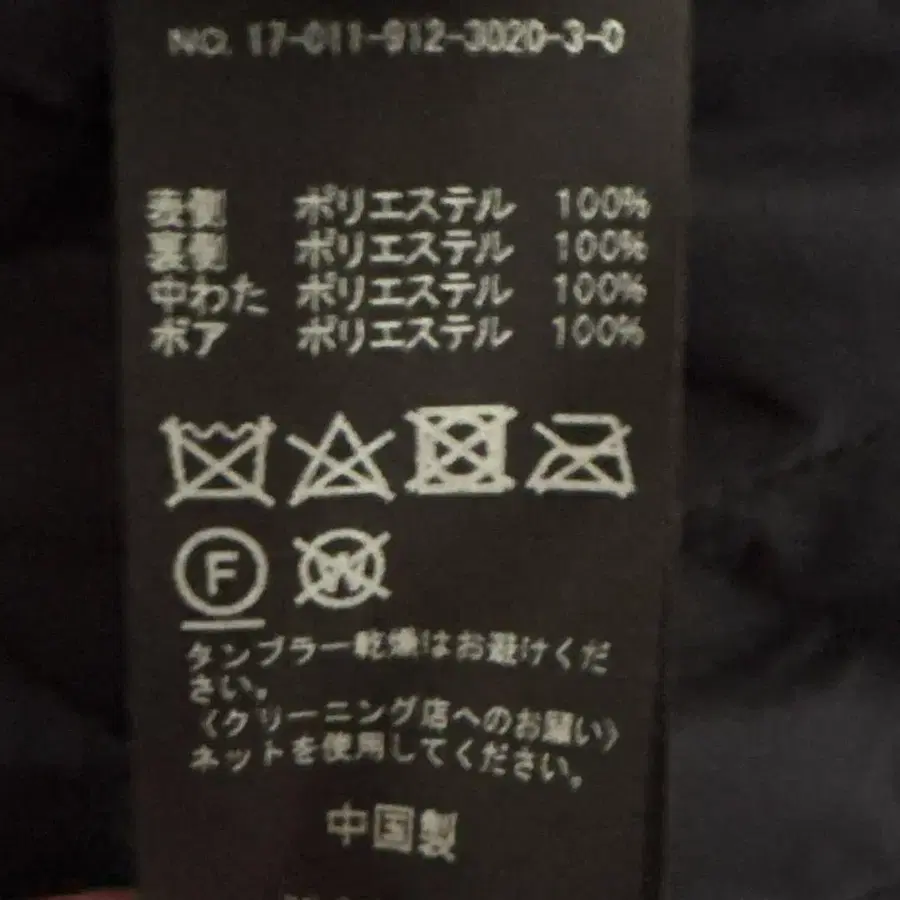 NO. 17-011-912-3020-3-0
表側 ポリエステル 100%
裏側 ポリエステル 100%
中わた ポリエステル 100%
ボア ポリエステル 100%
F W
タンブラー乾燥はお避けくだ
さい。
〈クリーニング店へのお願い〉
ネットを使用してください。
中国製